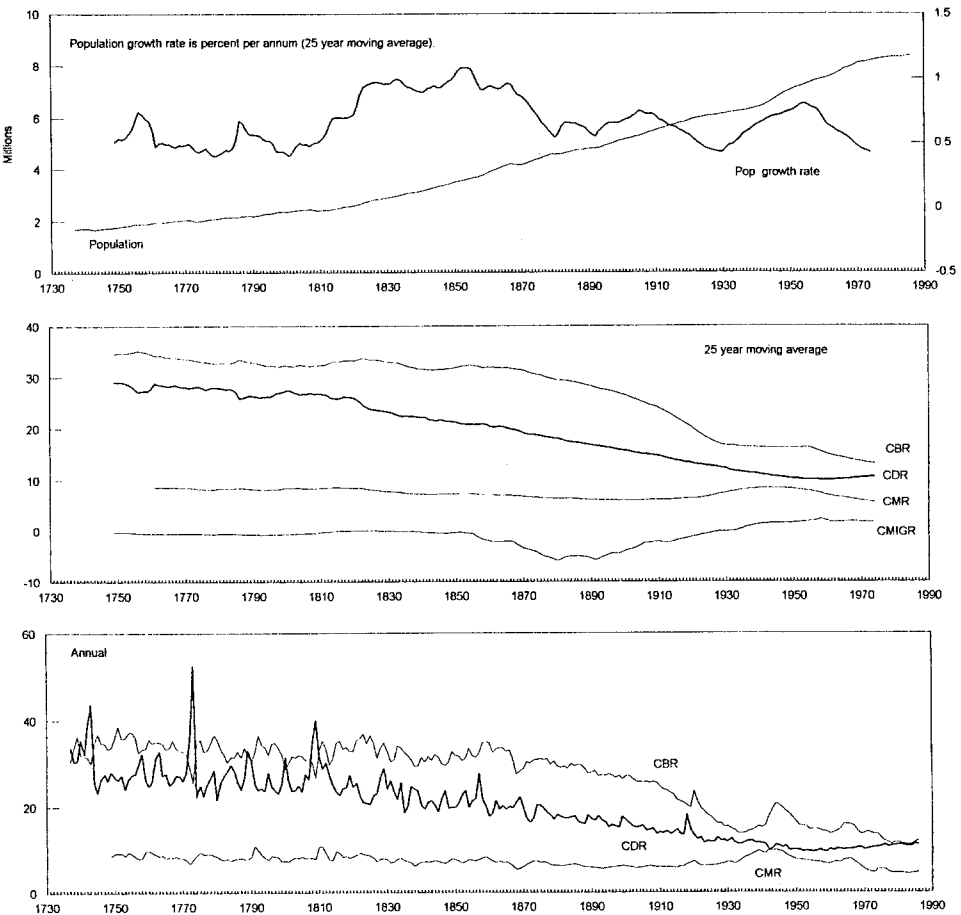 10
1.5
Population growth rate is percent per annum (25 year moving average).
8
1
6
Millions
0.5
4
Pop growth rate
0
2
Population
0
-0.5
1730 1750 1770 1790 1810 1830 1850 1870 1890 1910 1930 1950 1970 1990
40
25 year moving average
30
20
CBR
CDR
10
CMR
0
CMIGR
-10
1730 1750 1770 1790 1810 1830 1850 1870 1890 1910 1930 1950 1970 1990
60
Annual
40
CBR
20
CDR
CMR
0
1730 1750 1770 1790 1810 1830 1850 1870 1890 1910 1930 1950 1970 1990